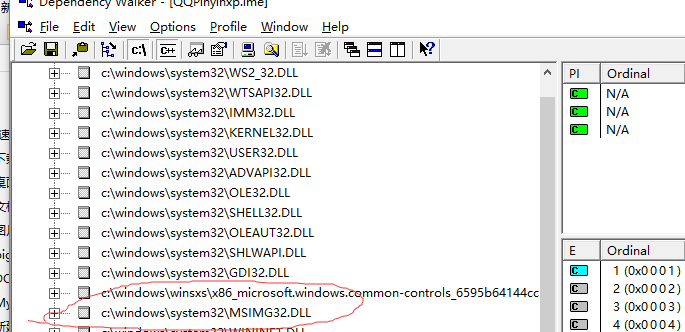 Dependency Walker - [QQPinyinxp.ime]
File Edit View Options Profile Window Help
c:\ C++
c:\windows\system32\WS2_32.DLL
c:\windows\system32\WTSAPI32.DLL
c:\windows\system32\IMM32.DLL
c:\windows\system32\KERNEL32.DLL
c:\windows\system32\USER32.DLL
c:\windows\system32\ADVAPI32.DLL
c:\windows\system32\OLE32.DLL
c:\windows\system32\SHELL32.DLL
c:\windows\system32\OLEAUT32.DLL
c:\windows\system32\SHLWAPI.DLL
c:\windows\system32\GDI32.DLL
c:\windows\winsxs\x86_microsoft.windows.common-controls_6595b64144cc
c:\windows\system32\MSIMG32.DLL
c:\windows\system32\WININET.DLL
PI Ordinal
C N/A
C N/A
C N/A
E Ordinal
C 1 (0x0001)
C 2 (0x0002)
C 3 (0x0003)
C 4 (0x0004)